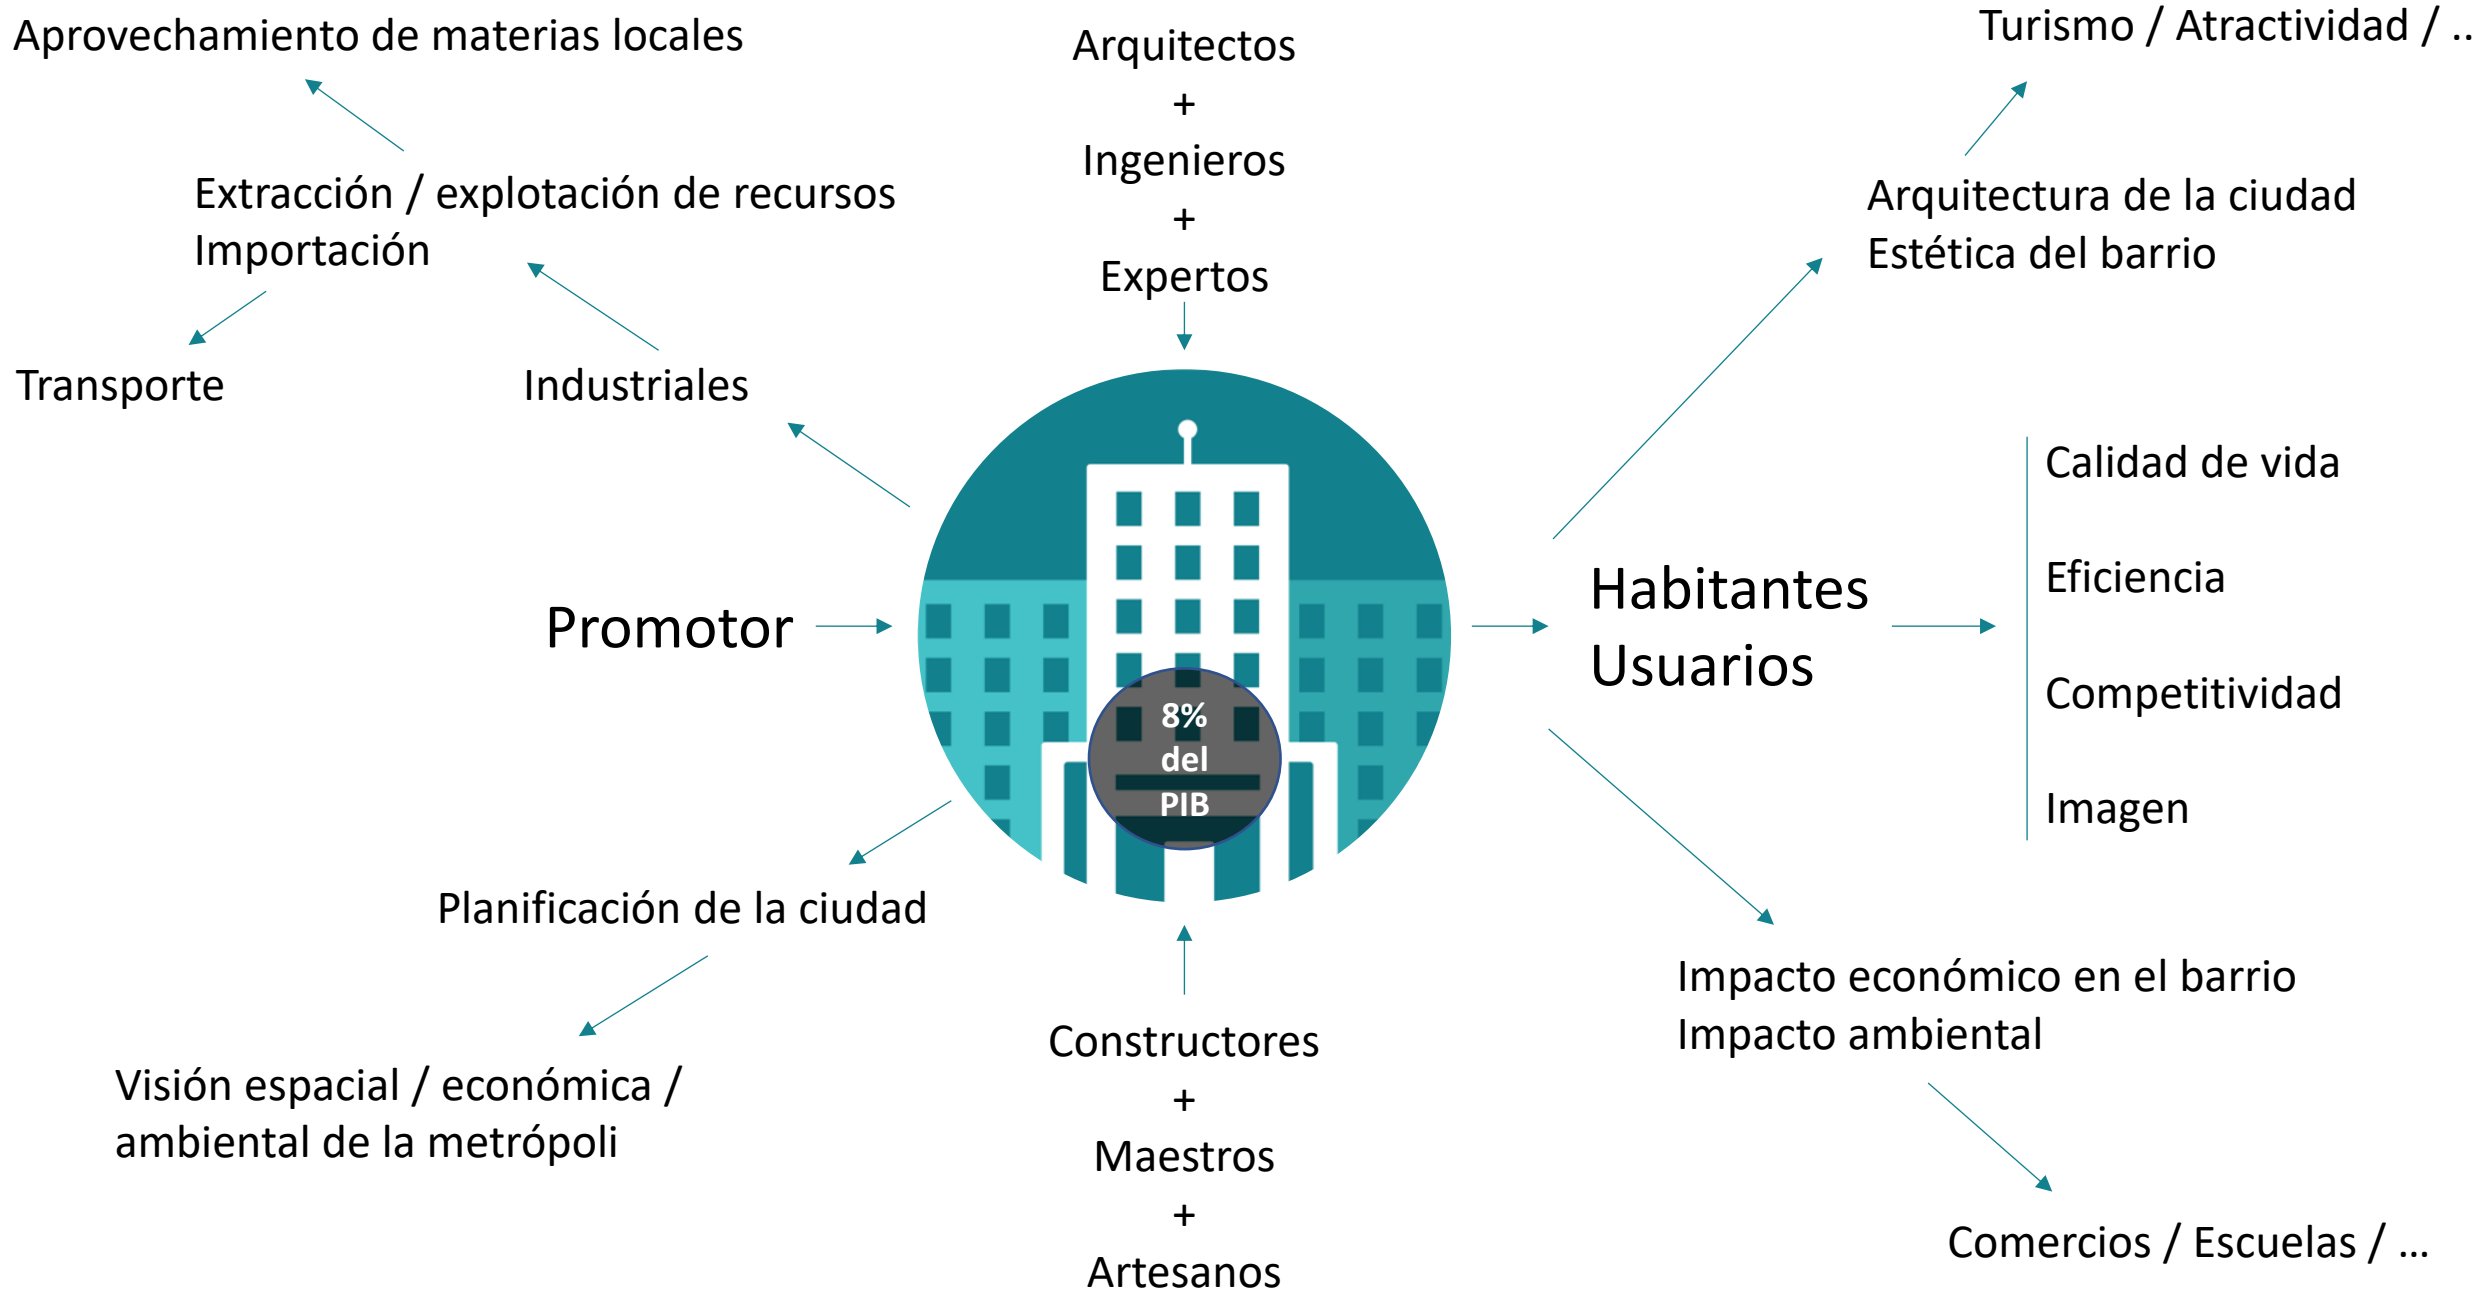 Aprovechamiento de materias locales
Arquitectos
+
Ingenieros
+
Expertos
Turismo / Atractividad / ..
Extracción / explotación de recursos
Importación
Arquitectura de la ciudad
Estética del barrio
Transporte
Industriales
Promotor
8%
del
PIB
Habitantes
Usuarios
Calidad de vida
Eficiencia
Competitividad
Imagen
Planificación de la ciudad
Visión espacial / económica /
ambiental de la metrópoli
Constructores
+
Maestros
+
Artesanos
Impacto económico en el barrio
Impacto ambiental
Comercios / Escuelas / ...